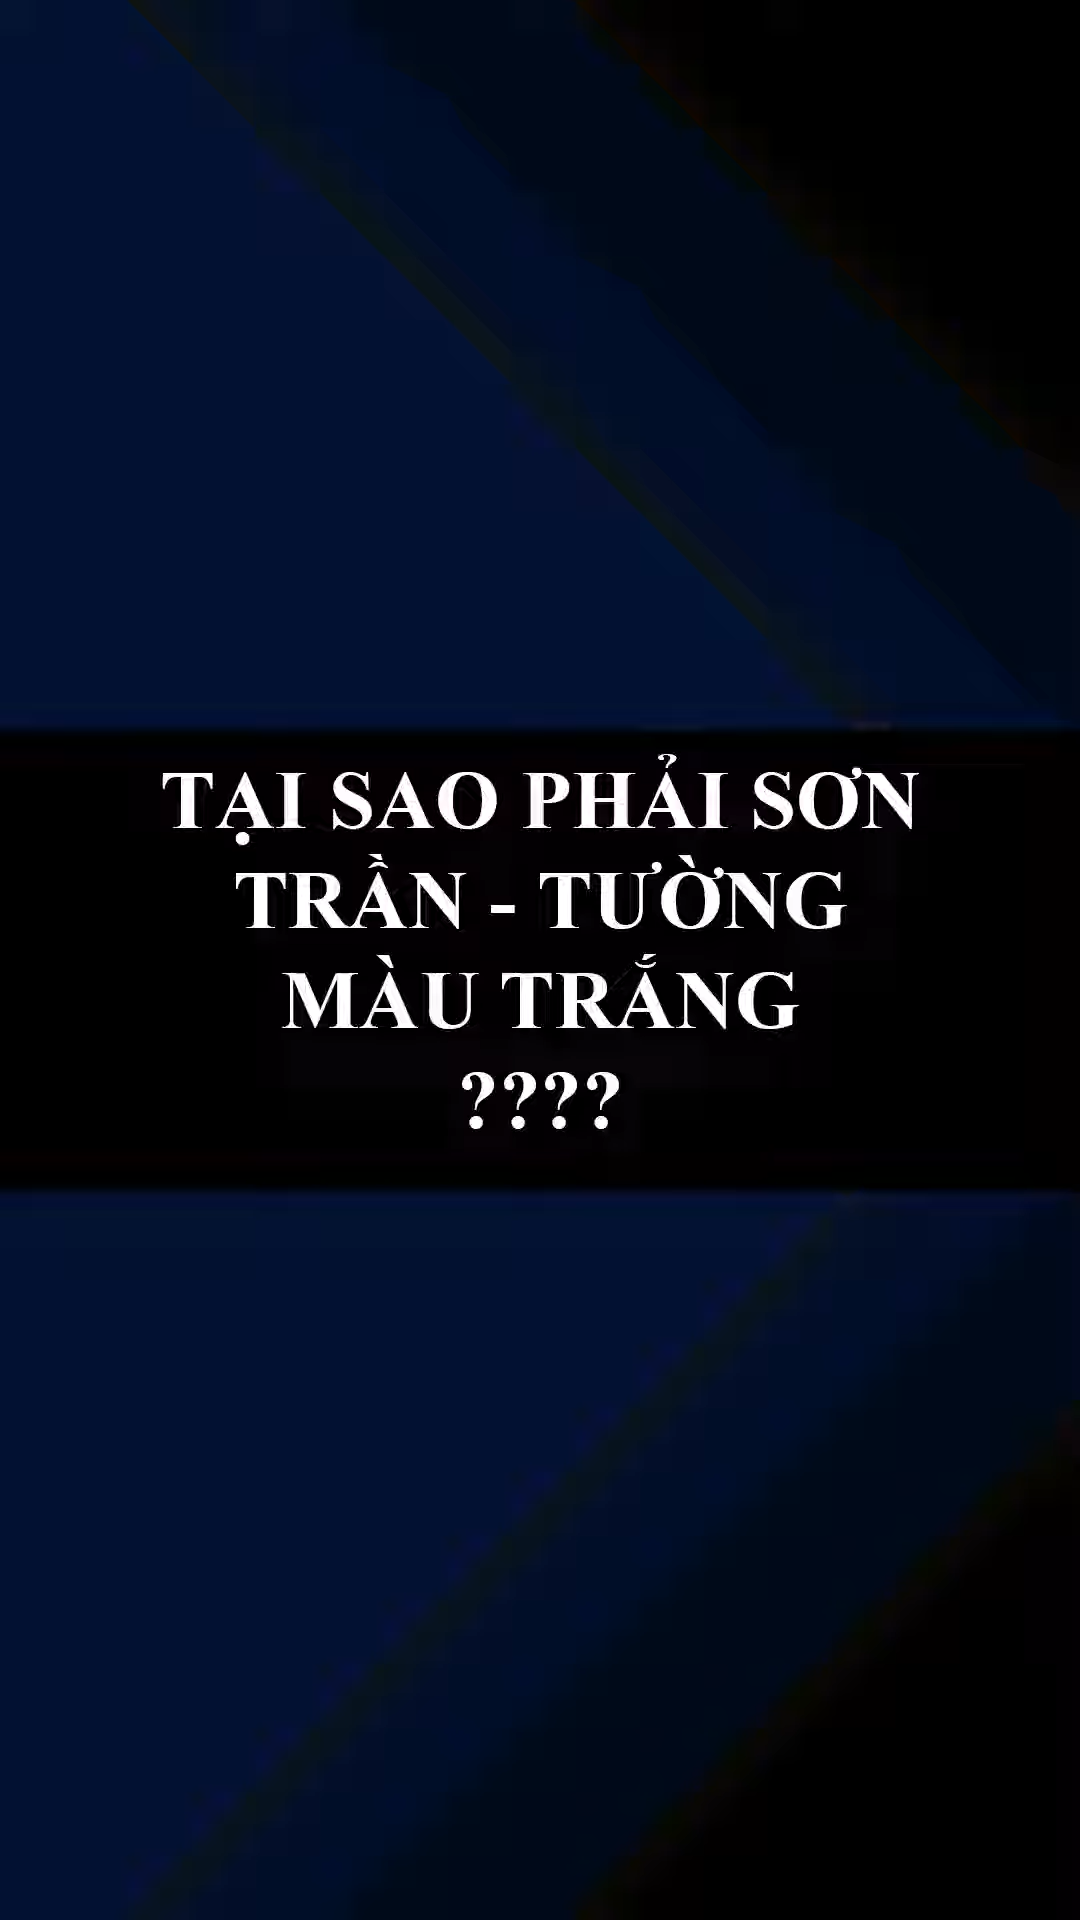 TẠI SAO PHẢI SƠN
TRẦN - TƯỜNG
MÀU TRẮNG
????